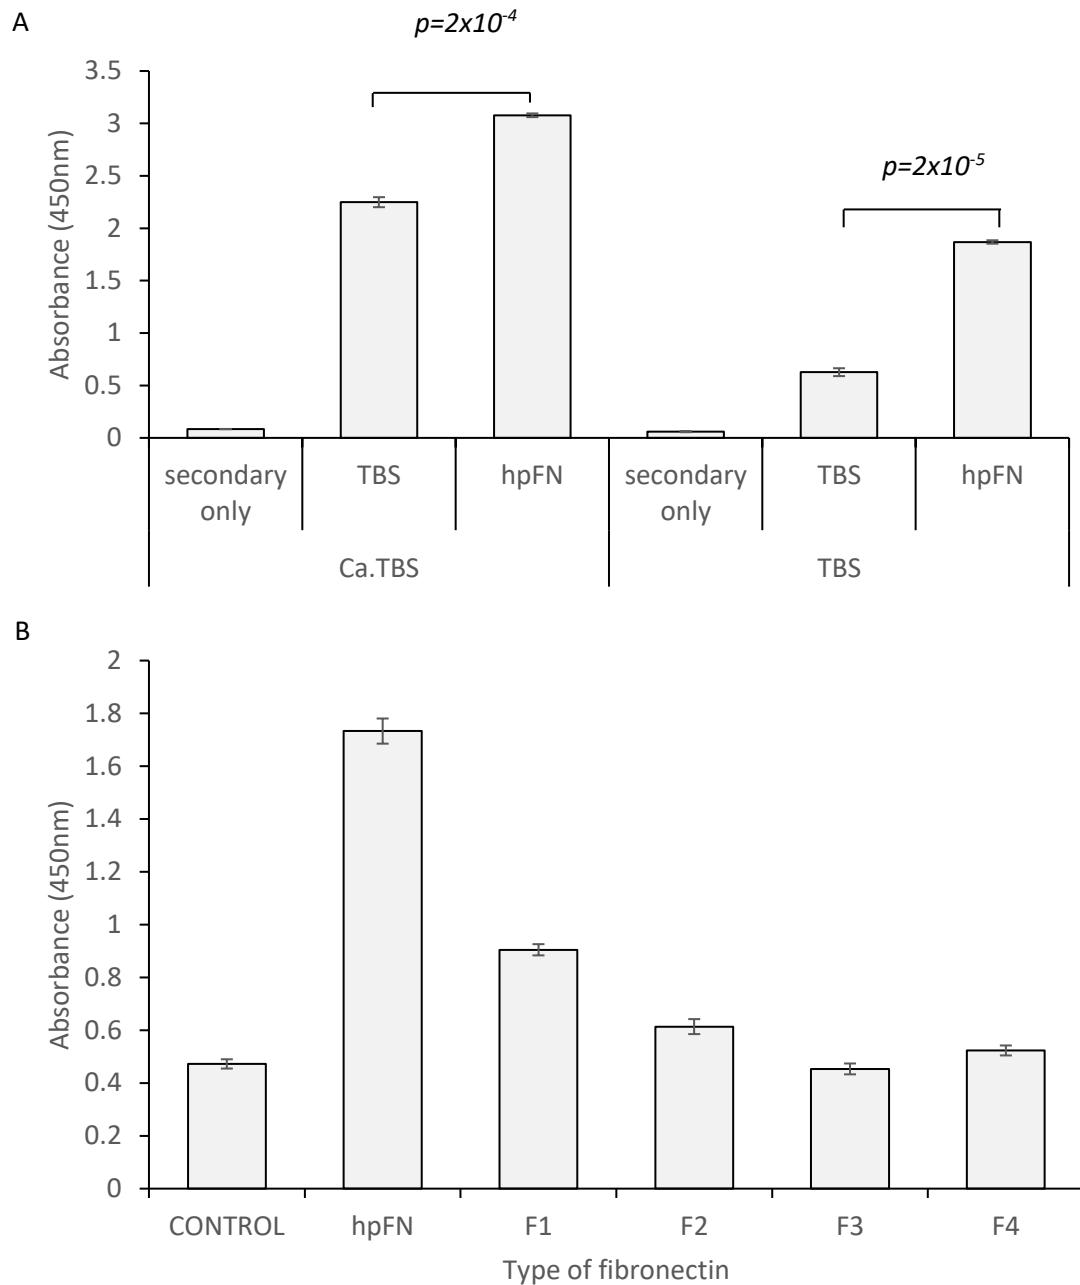 A
p=2x10-4
3.5
3
2.5
2
1.5
1
0.5
0
Absorbance (450nm)
p=2x10-5
secondary only
TBS
hpFN
secondary only
TBS
hpFN
Ca.TBS
TBS
B
2
1.8
1.6
1.4
1.2
1
0.8
0.6
0.4
0.2
0
Absorbance (450nm)
CONTROL
hpFN
F1
F2
F3
F4
Type of fibronectin